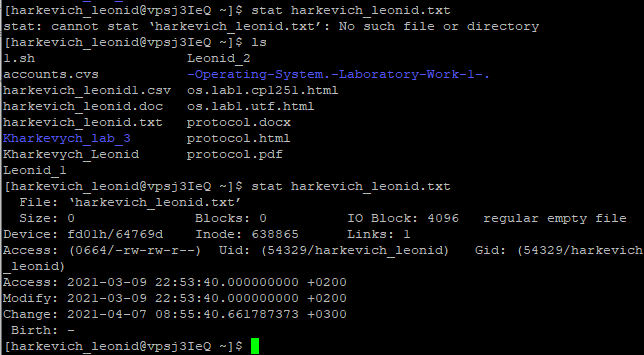 [harkevich_leonid@vpsj3IeQ ~]$ stat harkevich_leonid.txt
stat: cannot stat ‘harkevich_leonid.txt’: No such file or directory
[harkevich_leonid@vpsj3IeQ ~]$ ls
1.sh                  Leonid_2
accounts.cvs          -Operating-System.-Laboratory-Work-1-.
harkevich_leonid1.csv  os.lab1.cp1251.html
harkevich_leonid.doc  os.lab1.utf.html
harkevich_leonid.txt  protocol.docx
Kharkevych_lab_3      protocol.html
Kharkevych_Leonid     protocol.pdf
Leonid_1
[harkevich_leonid@vpsj3IeQ ~]$ stat harkevich_leonid.txt
  File: ‘harkevich_leonid.txt’
  Size: 0               Blocks: 0          IO Block: 4096   regular empty file
Device: fd01h/64769d    Inode: 638865      Links: 1
Access: (0664/-rw-rw-r--)  Uid: (54329/harkevich_leonid)   Gid: (54329/harkevich
_leonid)
Access: 2021-03-09 22:53:40.000000000 +0200
Modify: 2021-03-09 22:53:40.000000000 +0200
Change: 2021-04-07 08:55:40.661787373 +0300
 Birth: -
[harkevich_leonid@vpsj3IeQ ~]$